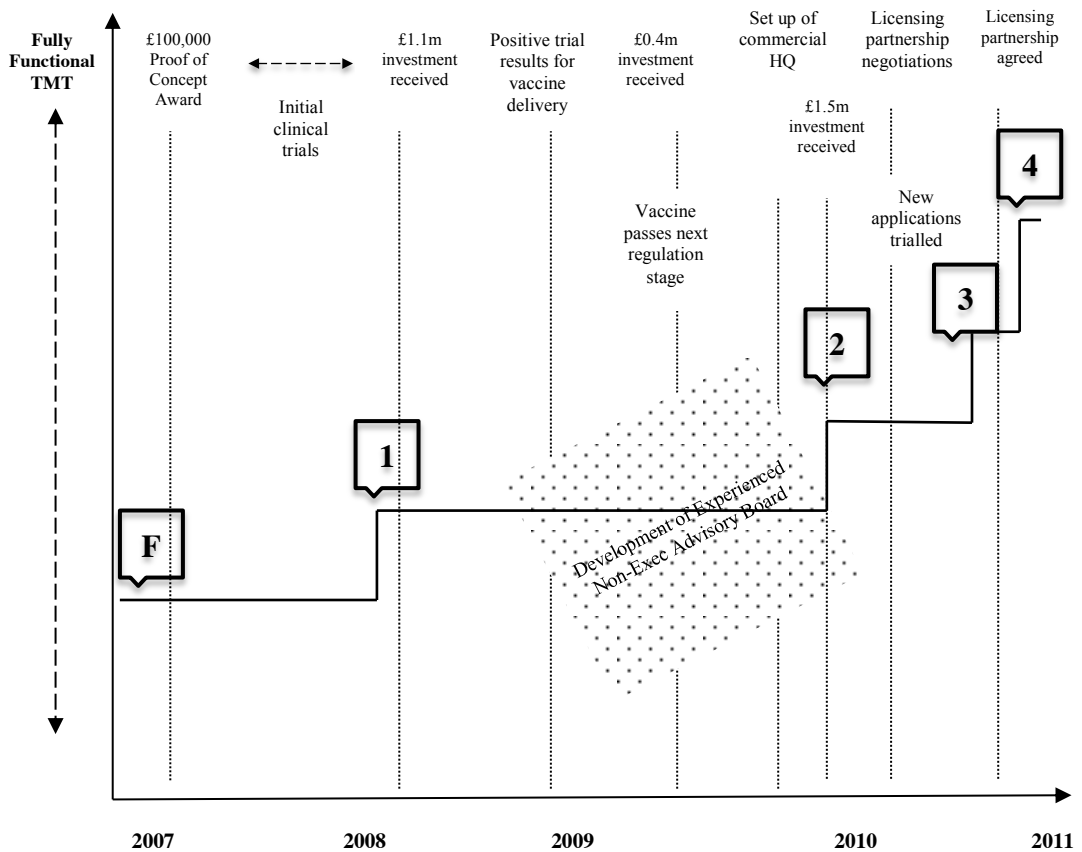 Fully
Functional
TMT
£100,000
Proof of
Concept
Award
Initial
clinical
trials
£1.1m
investment
received
Positive trial
results for
vaccine
delivery
£0.4m
investment
received
Vaccine
passes next
regulation
stage
Set up of
commercial
HQ
£1.5m
investment
received
Licensing
partnership
negotiations
New
applications
trialled
Licensing
partnership
agreed
F
1
2
3
4
Development of Experienced
Non-Exec Advisory Board
2007
2008
2009
2010
2011